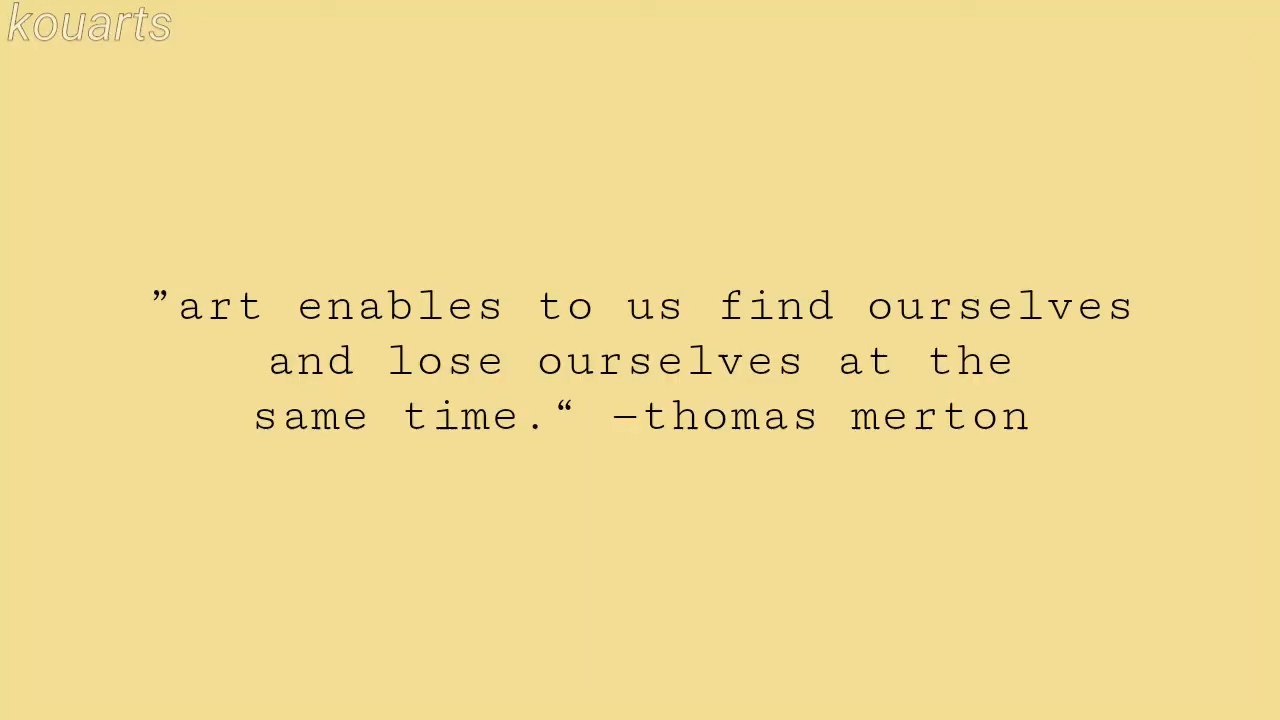 kouarts
”art enables to us find ourselves
and lose ourselves at the
same time.“ –thomas merton